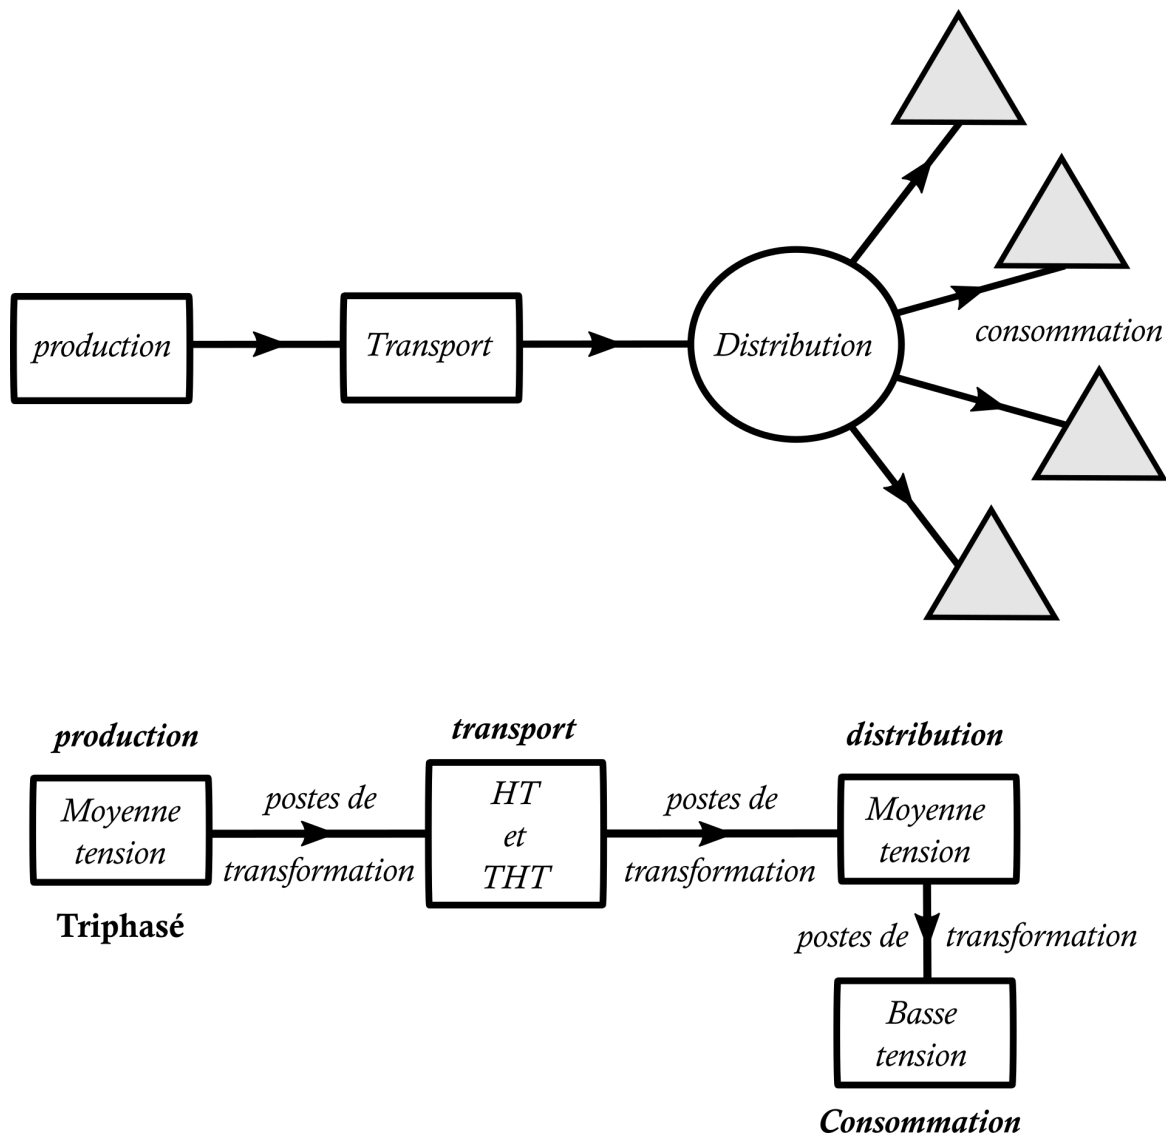 production
Transport
Distribution
consommation
production
transport
distribution
Moyenne
tension
postes de
transformation
HT
et
THT
postes de
transformation
Moyenne
tension
Triphasé
postes de transformation
Basse
tension
Consommation